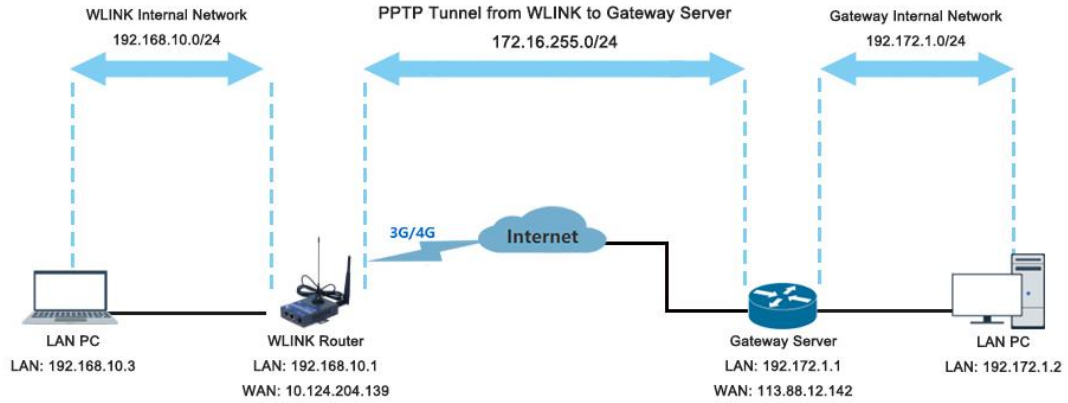 WLINK Internal Network
192.168.10.0/24
PPTP Tunnel from WLINK to Gateway Server
172.16.255.0/24
Gateway Internal Network
192.172.1.0/24
3G/4G
Internet
LAN PC
LAN: 192.168.10.3
WLINK Router
LAN: 192.168.10.1
WAN: 10.124.204.139
Gateway Server
LAN: 192.172.1.1
WAN: 113.88.12.142
LAN PC
LAN: 192.172.1.2